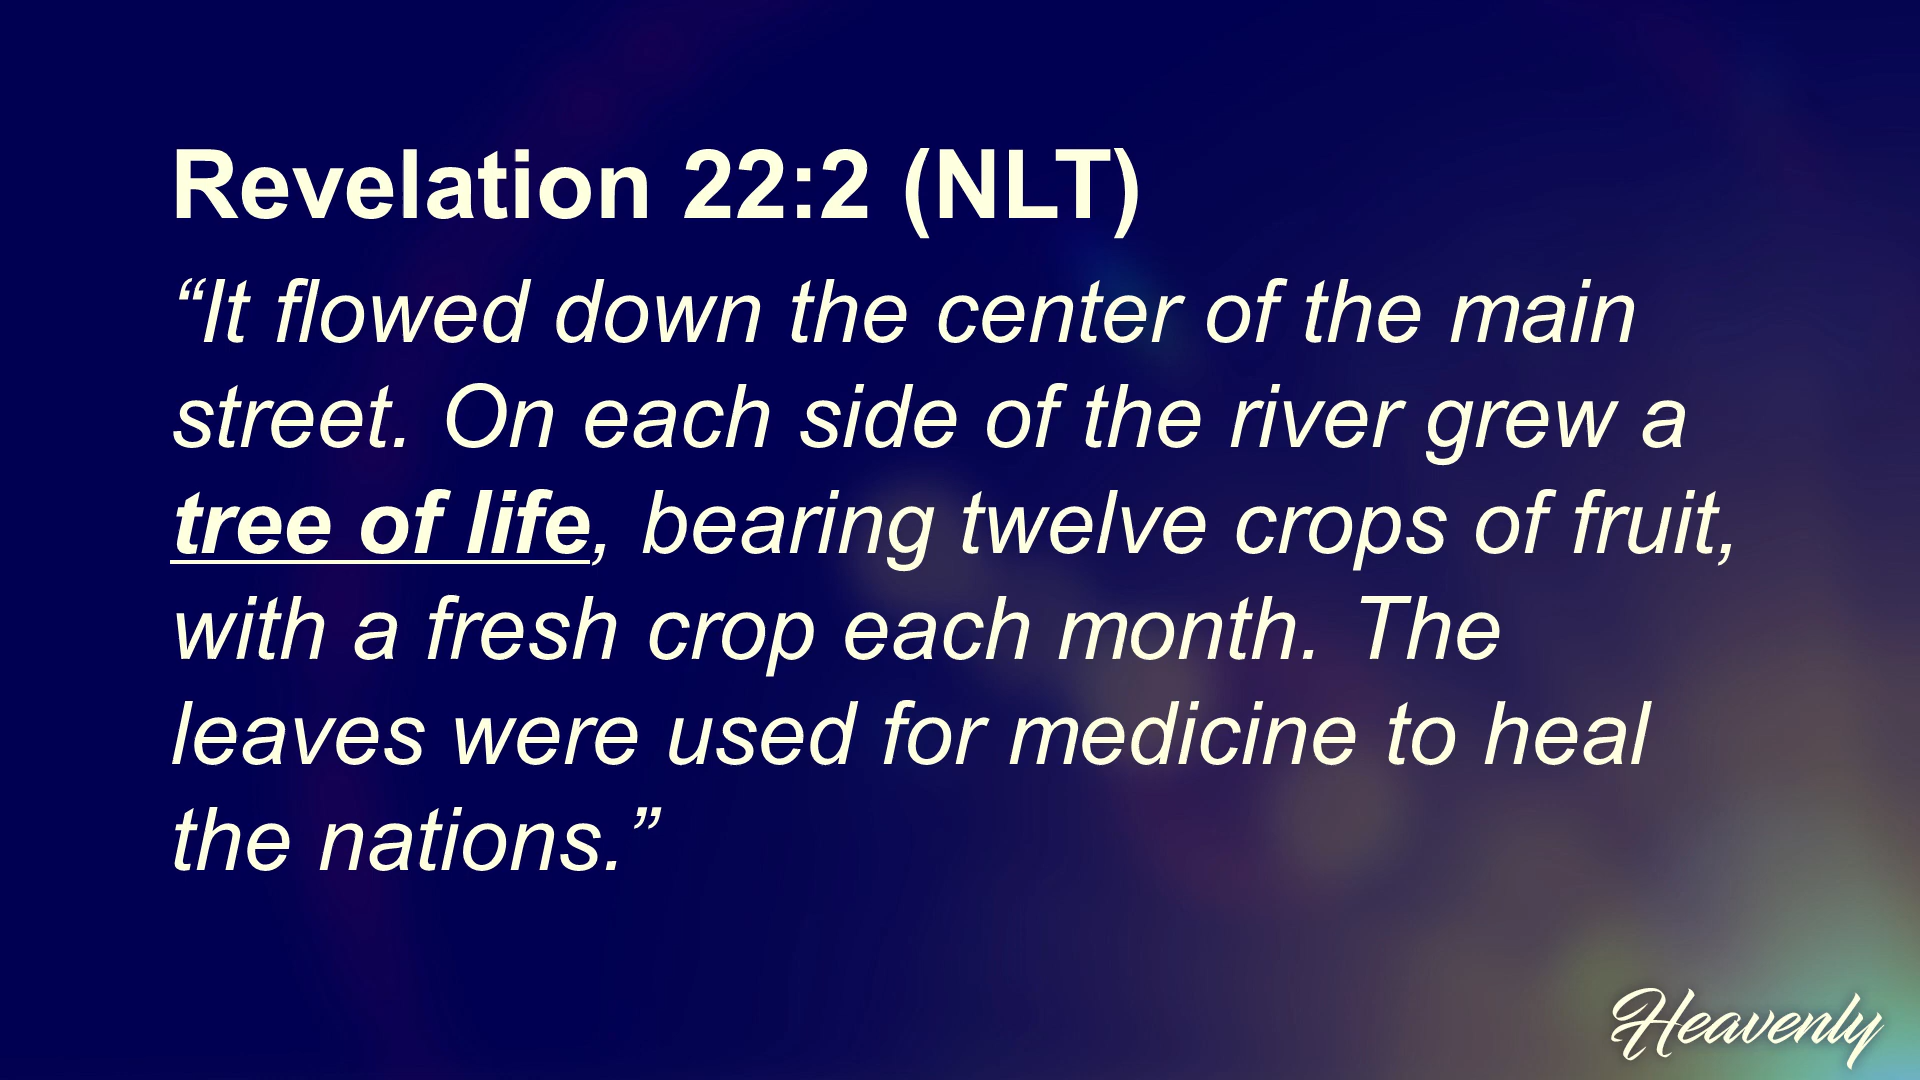 Revelation 22:2 (NLT)
“It flowed down the center of the main
street. On each side of the river grew a
tree of life, bearing twelve crops of fruit,
with a fresh crop each month. The
leaves were used for medicine to heal
the nations.”
Heavenly